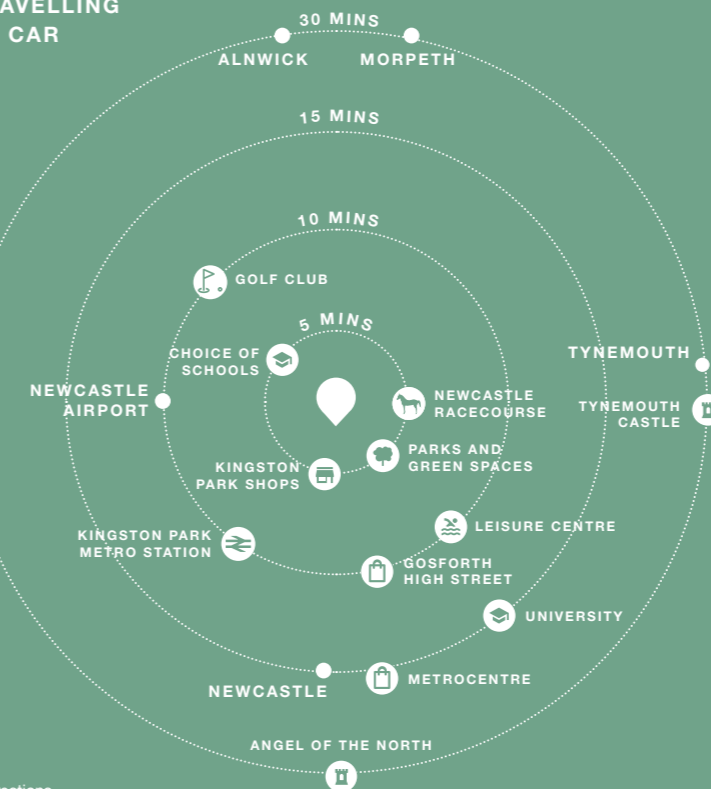 AVELLING
CAR
30 MINS
ALNWICK
MORPETH
15 MINS
10 MINS
GOLF CLUB
5 MINS
CHOICE OF
SCHOOLS
TYNEMOUTH
NEWCASTLE
AIRPORT
NEWCASTLE
RACECOURSE
TYNEMOUTH
CASTLE
PARKS AND
GREEN SPACES
KINGSTON
PARK SHOPS
LEISURE CENTRE
KINGSTON PARK
METRO STATION
GOSFORTH
HIGH STREET
UNIVERSITY
METROCENTRE
NEWCASTLE
ANGEL OF THE NORTH